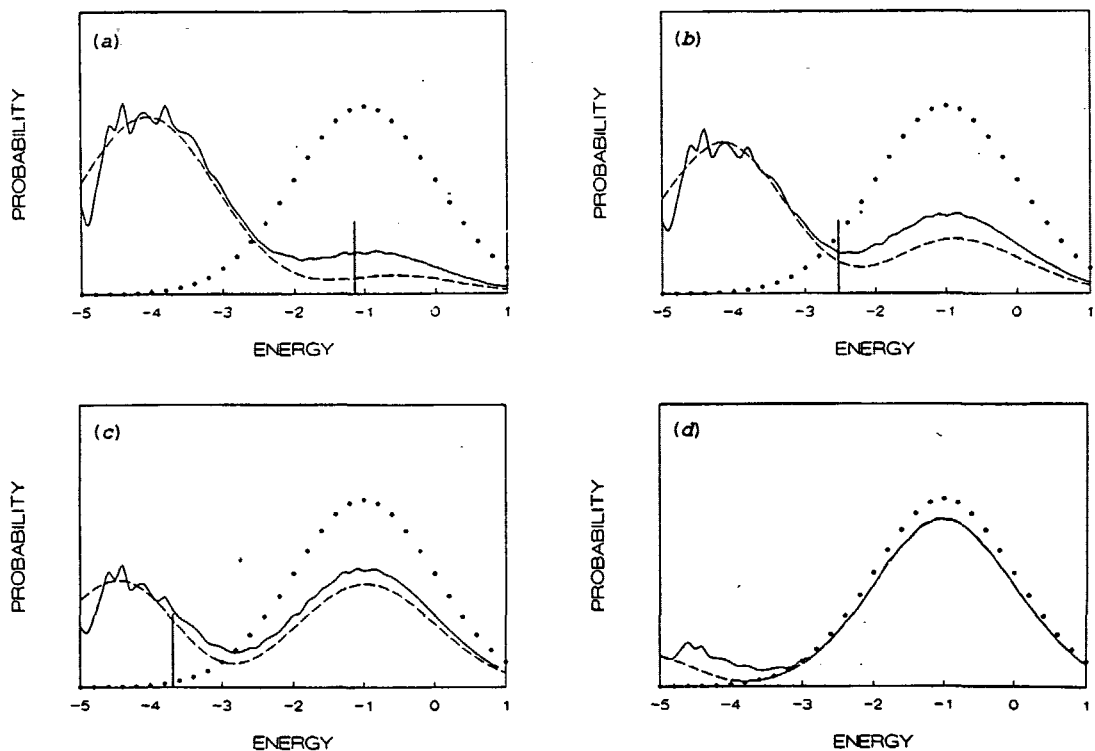 (a)
PROBABILITY
-5 -4 -3 -2 -1 0 1
ENERGY
(b)
PROBABILITY
-5 -4 -3 -2 -1 0 1
ENERGY
(c)
PROBABILITY
-5 -4 -3 -2 -1 0 1
ENERGY
(d)
PROBABILITY
-5 -4 -3 -2 -1 0 1
ENERGY